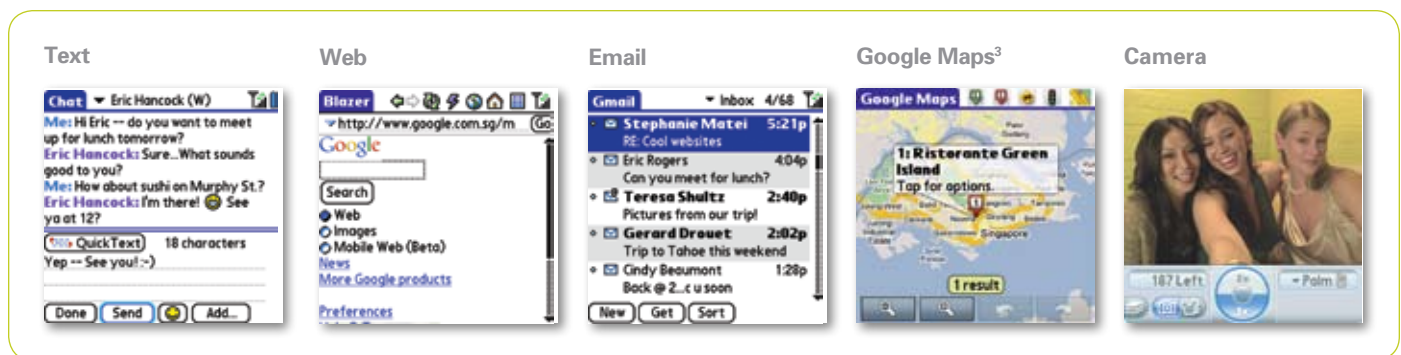 Text
Web
Email
Google Maps³
Camera
Chat Eric Hancock (W)
Me: Hi Eric -- do you want to meet
up for lunch tomorrow?
Eric Hancock: Sure...What sounds
good to you?
Me: How about sushi on Murphy St.?
Eric Hancock: I'm there! See
ya at 12?
QuickText 18 characters
Yep -- See you! :-)
Done Send Add...
Blazer
http://www.google.com.sg/m Go
Google
Search
Web
Images
Mobile Web (Beta)
News
More Google products
Preferences
Gmail Inbox 4/68
Stephanie Matei 5:21p
RE: Cool websites
Eric Rogers 4:04p
Can you meet for lunch?
Teresa Shultz 2:40p
Pictures from our trip!
Gerard Drouet 2:02p
Trip to Tahoe this weekend
Cindy Beaumont 1:28p
Back @ 2...c u soon
New Get Sort
Google Maps
1: Ristorante Green
Island
Tap for options.
1
Singapore
1 result
187 Left
Palm